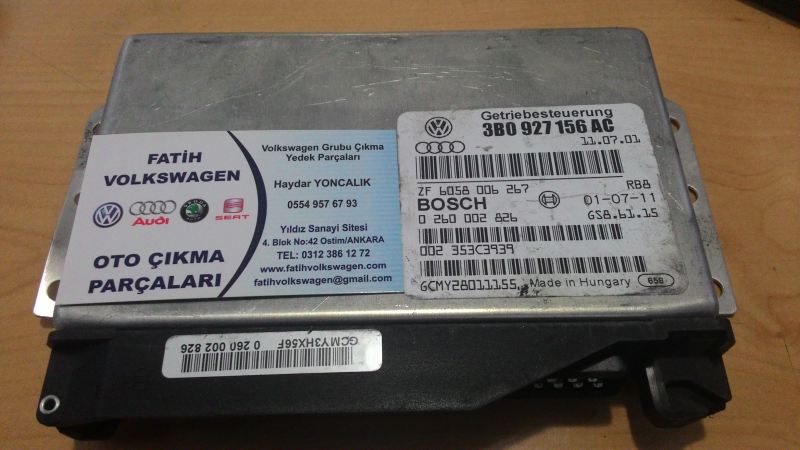 FATİH
VOLKSWAGEN
Audi
SEAT
OTO ÇIKMA
PARÇALARI
Volkswagen Grubu Çıkma
Yedek Parçaları
Haydar YONCALIK
0554 957 67 93
Yıldız Sanayi Sitesi
4. Blok No:42 Ostim/ANKARA
TEL: 0312 386 12 72
www.fatihvolkswagen.com
fatihvolkswagen@gmail.com
Getriebesteuerung
3B0 927 156 AC
11.07.01
ZF 6058 006 267
RB8
BOSCH
01-07-11
0 260 002 826
GS8.61.15
002 353C3939
GCMY28011155
Made in Hungary
658
GCMY3HX56F 0 260 002 826